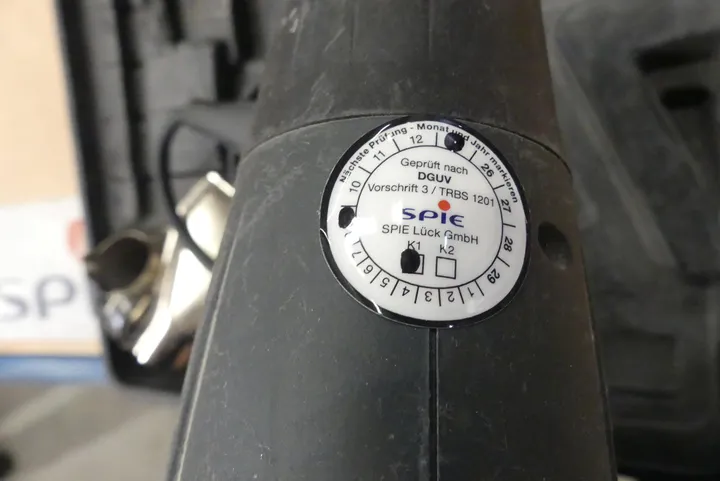 Nächste Prüfung - Monat und Jahr markieren
10 11 12 26 27 28 29
Geprüft nach
DGUV
Vorschrift 3 / TRBS 1201
SPIE
SPIE Lück GmbH
K1 K2
7 6 5 4 3 2 1
SPI